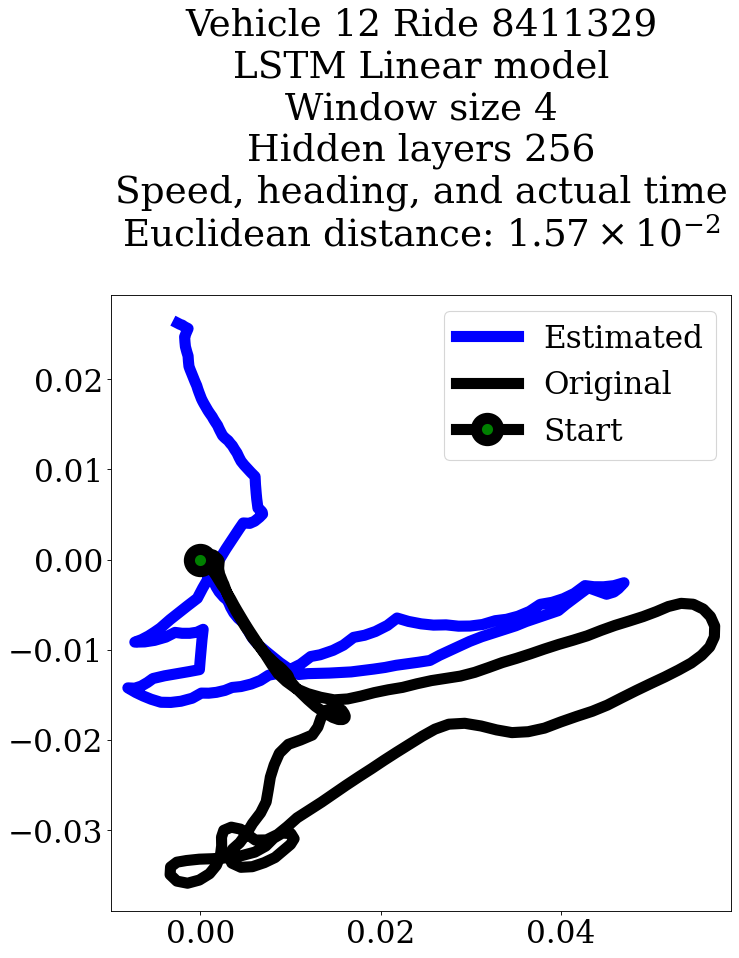 Vehicle 12 Ride 8411329
LSTM Linear model
Window size 4
Hidden layers 256
Speed, heading, and actual time
Euclidean distance: 1.57 × 10⁻²
Estimated
Original
Start
0.02
0.01
0.00
−0.01
−0.02
−0.03
0.00 0.02 0.04